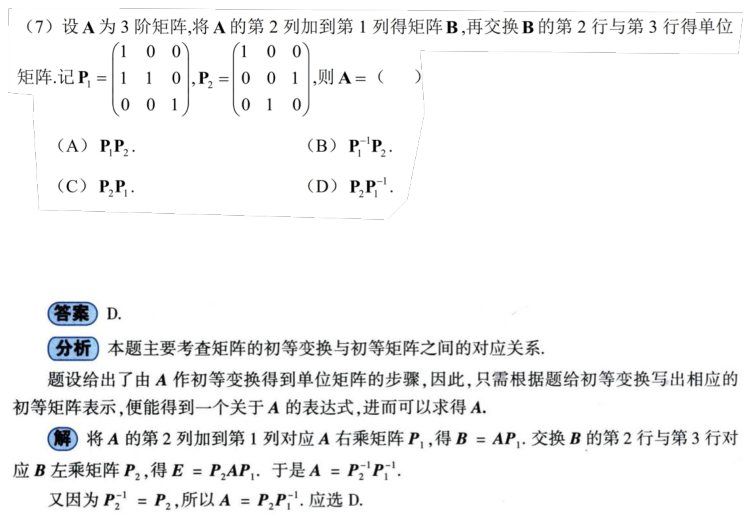 （7）设 A 为 3 阶矩阵,将 A 的第 2 列加到第 1 列得矩阵 B ,再交换 B 的第 2 行与第 3 行得单位
矩阵.记 P₁ = (1 0 0; 1 1 0; 0 0 1), P₂ = (1 0 0; 0 0 1; 0 1 0),则 A =（ ）
（A） P₁P₂ .
（B） P₁⁻¹P₂ .
（C） P₂P₁ .
（D） P₂P₁⁻¹ .
答案 D.
分析 本题主要考查矩阵的初等变换与初等矩阵之间的对应关系.
题设给出了由 A 作初等变换得到单位矩阵的步骤,因此,只需根据题给初等变换写出相应的
初等矩阵表示,便能得到一个关于 A 的表达式,进而可以求得 A.
解 将 A 的第 2 列加到第 1 列对应 A 右乘矩阵 P₁ ,得 B = AP₁. 交换 B 的第 2 行与第 3 行对
应 B 左乘矩阵 P₂ ,得 E = P₂AP₁. 于是 A = P₂⁻¹P₁⁻¹.
又因为 P₂⁻¹ = P₂ ,所以 A = P₂P₁⁻¹. 应选 D.